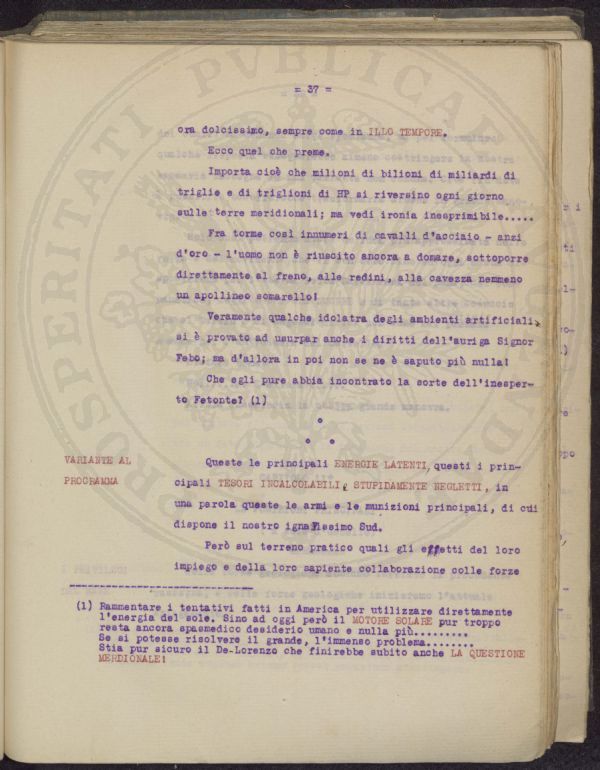 = 37 =
ora dolcissimo, sempre come in ILLO TEMPORE.
Ecco quel che preme.
Importa cioè che milioni di bilioni di miliardi di
triglie e di triglioni di HP si riversino ogni giorno
sulle terre meridionali; ma vedi ironia inesprimibile.....
Fra torme così innumeri di cavalli d'acciaio - anzi
d'oro - l'uomo non è riuscito ancora a domare, sottoporre
direttamente al freno, alle redini, alla cavezza nemmeno
un apollineo somarello!
Veramente qualche idolatra degli ambienti artificiali,
si è provato ad usurpar anche i diritti dell'auriga Signor
Febo; ma d'allora in poi non se ne è saputo più nulla!
Che egli pure abbia incontrato la sorte dell'inesper-
to Fetonte? (1)
VARIANTE AL
PROGRAMMA
Queste le principali ENERGIE LATENTI, questi i prin-
cipali TESORI INCALCOLABILI, STUPIDAMENTE NEGLETTI, in
una parola queste le armi e le munizioni principali, di cui
dispone il nostro ignavissimo Sud.
Però sul terreno pratico quali gli effetti del loro
impiego e della loro sapiente collaborazione colle forze
(1) Rammentare i tentativi fatti in America per utilizzare direttamente
l'energia del sole. Sino ad oggi però il MOTORE SOLARE pur troppo
resta ancora spasmodico desiderio umano e nulla più.........
Se si potesse risolvere il grande, l'immenso problema........
Stia pur sicuro il De-Lorenzo che finirebbe subito anche LA QUESTIONE
MERDIONALE!